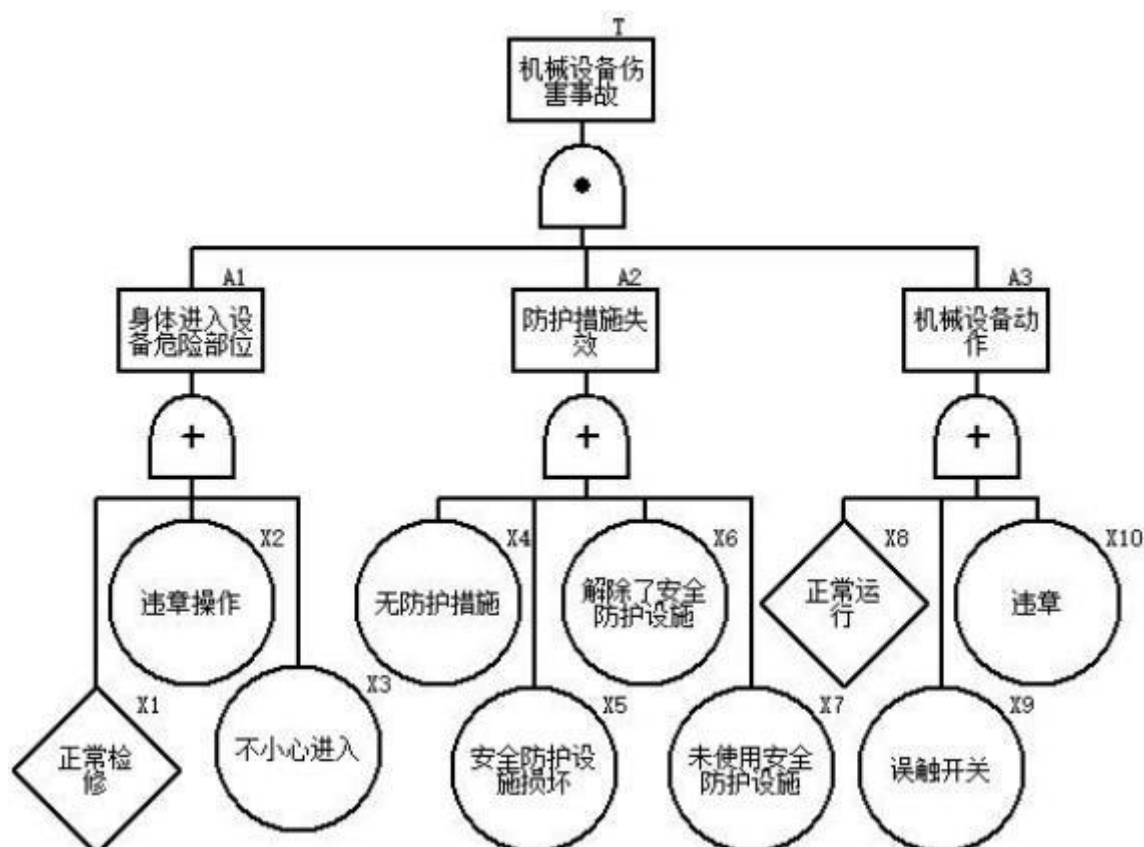 T
机械设备伤
害事故
A1
身体进入设
备危险部位
A2
防护措施失
效
A3
机械设备动
作
+
+
+
X2
违章操作
X4
无防护措施
X6
解除了安全
防护设施
X8
正常运
行
X10
违章
X1
正常检
修
X3
不小心进入
X5
安全防护设
施损坏
X7
未使用安全
防护设施
X9
误触开关